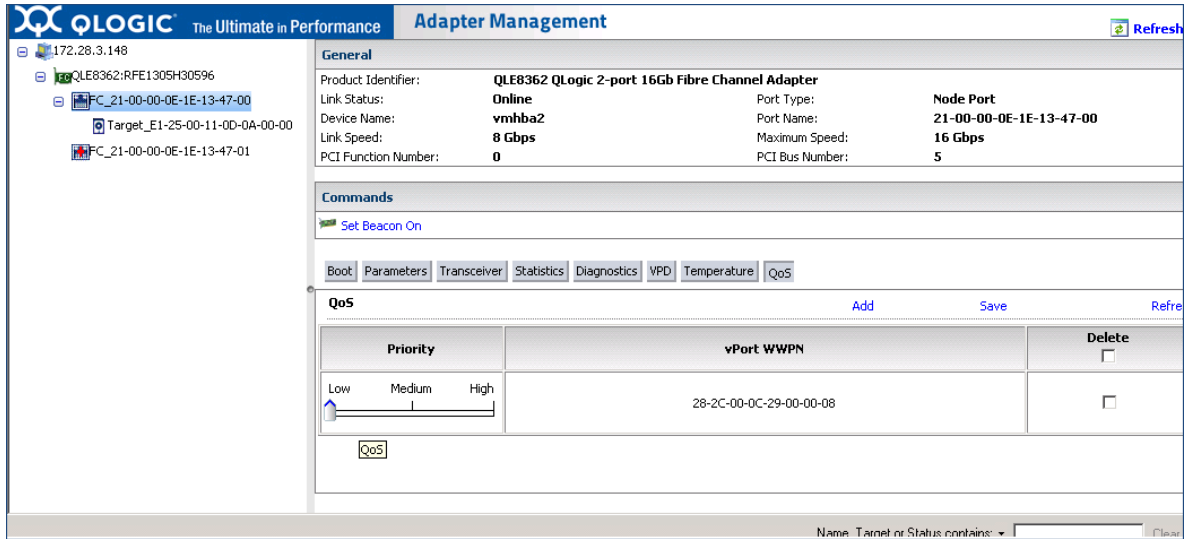 QLOGIC The Ultimate in Performance Adapter Management
Refresh
172.28.3.148
QLE8362:RFE1305H30596
FC_21-00-00-0E-1E-13-47-00
Target_E1-25-00-11-0D-0A-00-00
FC_21-00-00-0E-1E-13-47-01
General
Product Identifier: QLE8362 QLogic 2-port 16Gb Fibre Channel Adapter
Link Status: Online Port Type: Node Port
Device Name: vmhba2 Port Name: 21-00-00-0E-1E-13-47-00
Link Speed: 8 Gbps Maximum Speed: 16 Gbps
PCI Function Number: 0 PCI Bus Number: 5
Commands
Set Beacon On
Boot Parameters Transceiver Statistics Diagnostics VPD Temperature QoS
QoS Add Save Refre
Priority vPort WWPN Delete
Low Medium High 28-2C-00-0C-29-00-00-08
QoS
Name, Target or Status contains: Clear